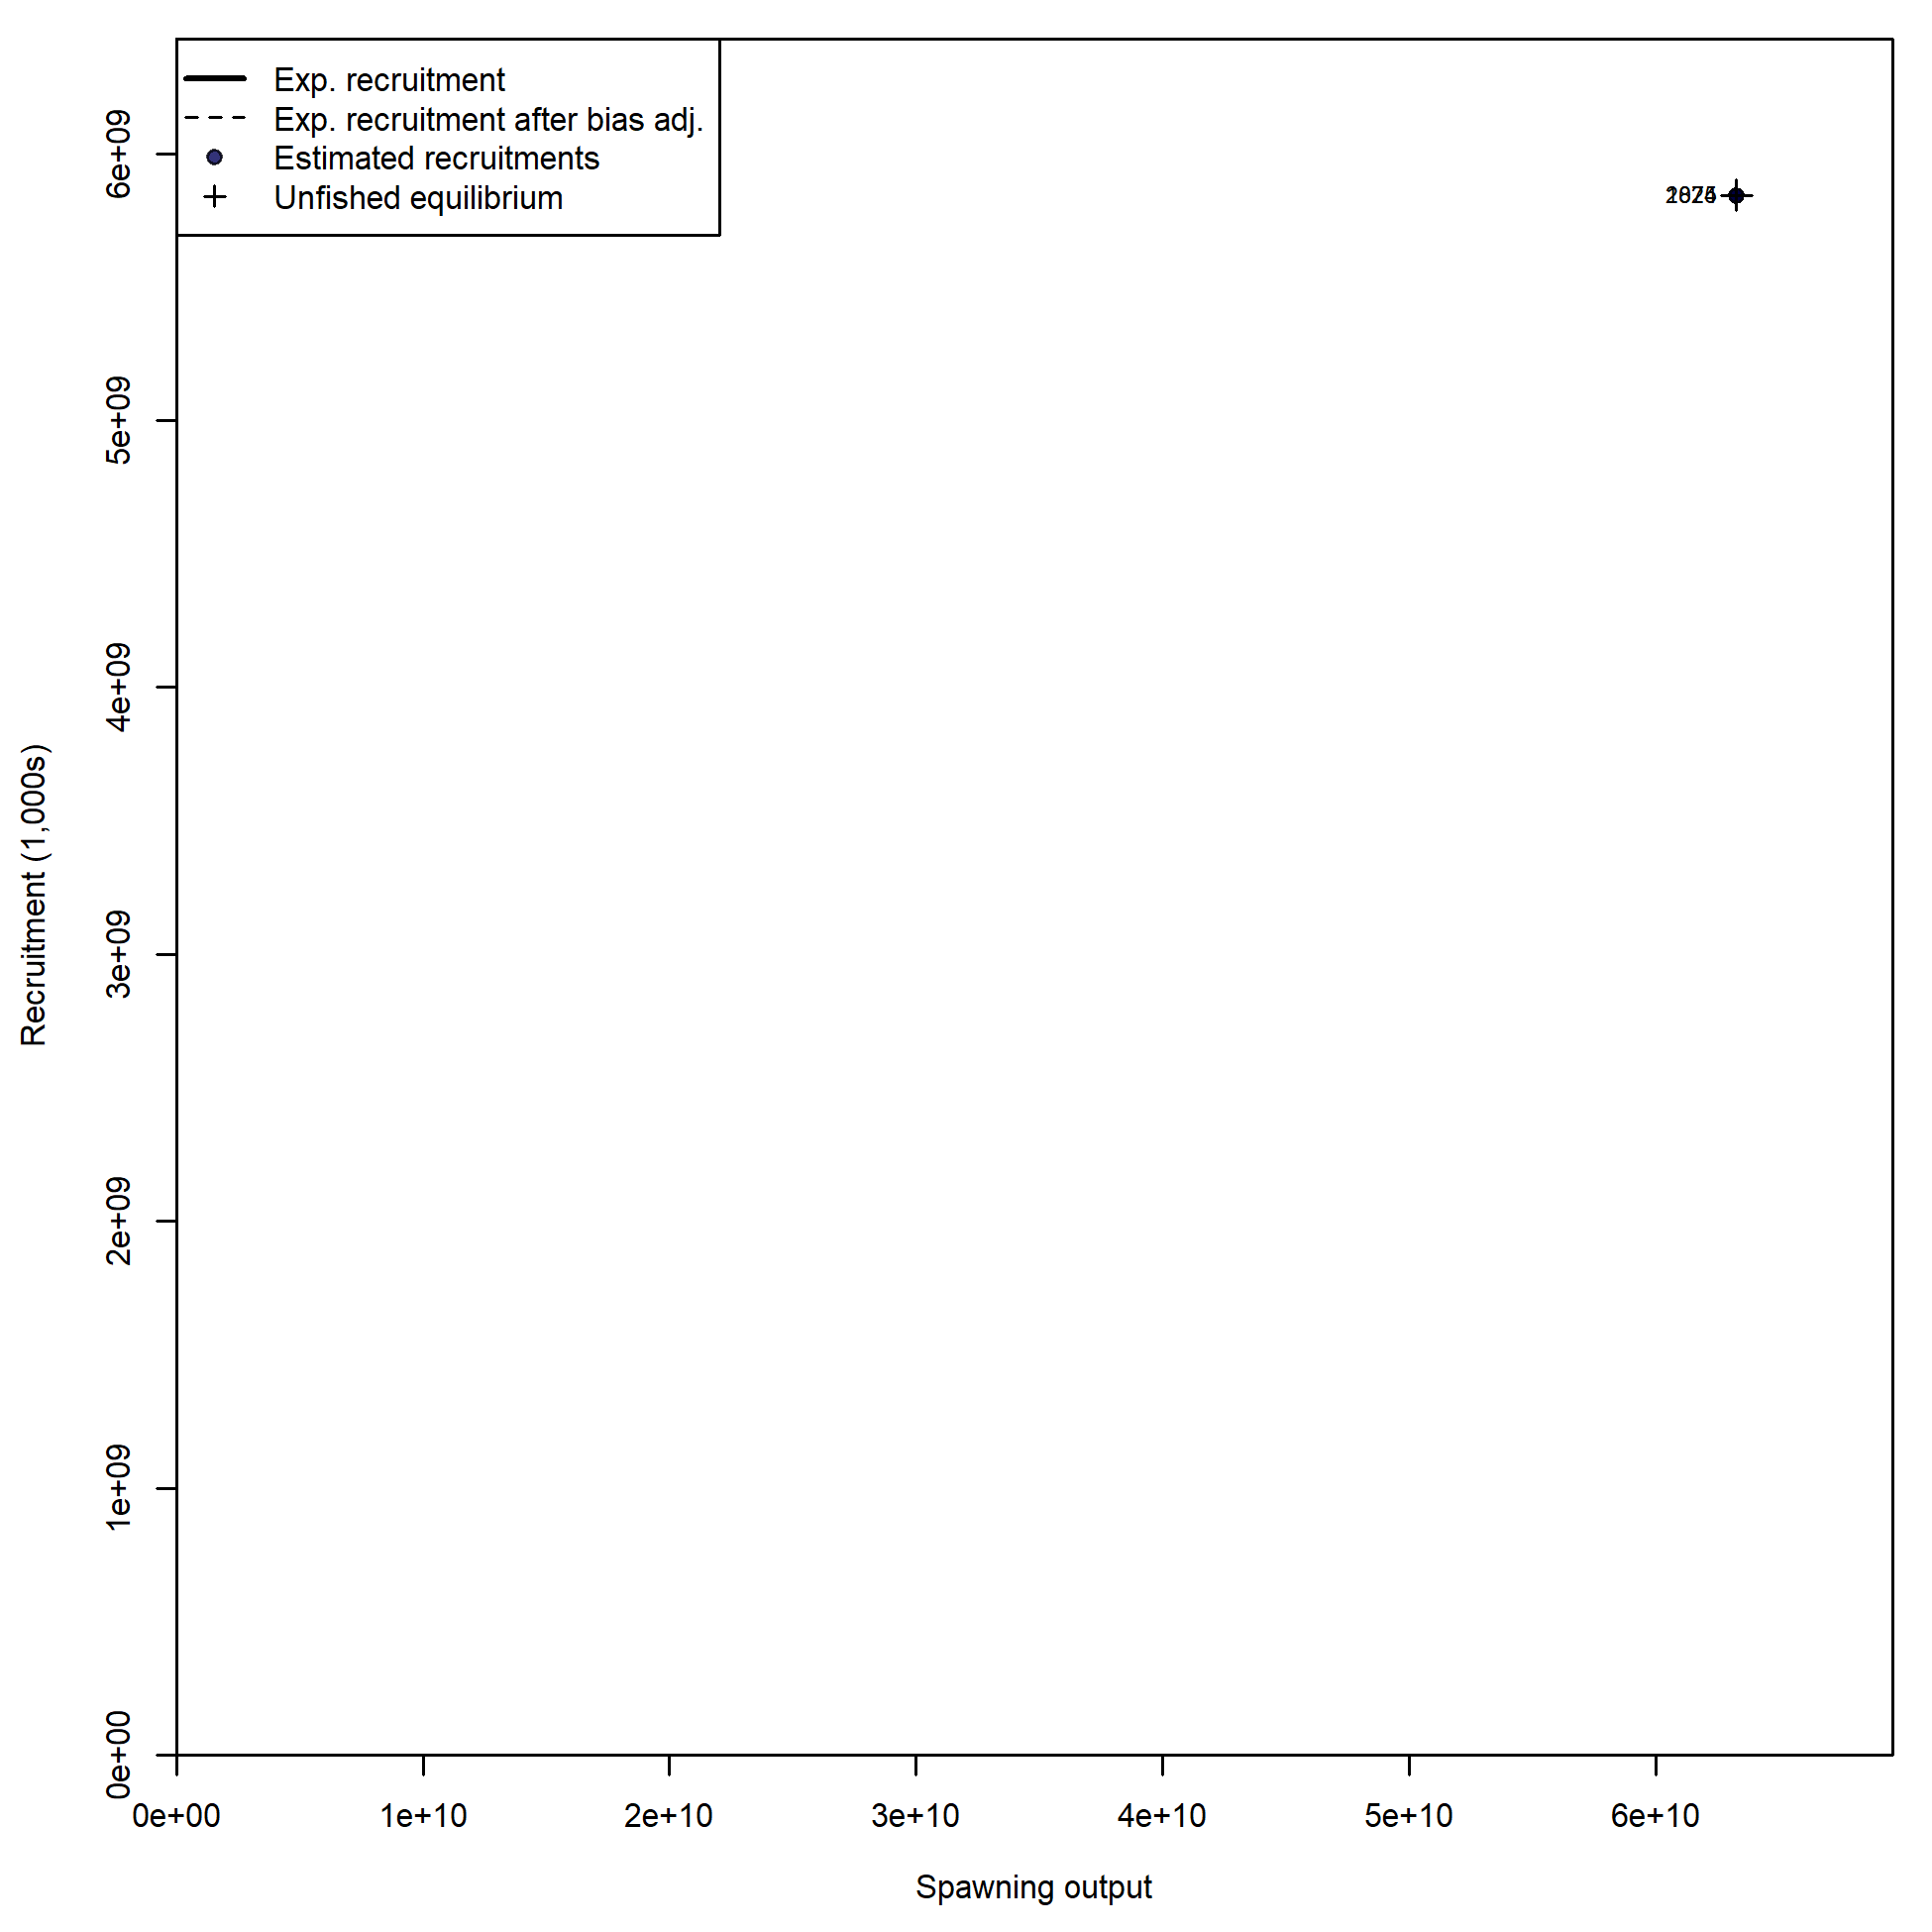 Exp. recruitment
Exp. recruitment after bias adj.
Estimated recruitments
Unfished equilibrium
Recruitment (1,000s)
6e+09
5e+09
4e+09
3e+09
2e+09
1e+09
0e+00
0e+00
1e+10
2e+10
3e+10
4e+10
5e+10
6e+10
Spawning output